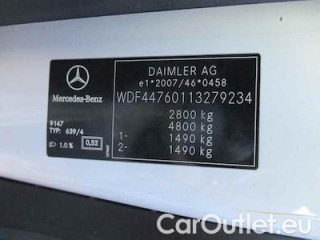 DAIMLER AG
e1*2007/46*0458
Mercedes-Benz
WDF44760113279234
2800 kg
4800 kg
1- 1490 kg
2- 1490 kg
9147
TYP: 639/4
1.0 % 0,52
CarOutlet.eu